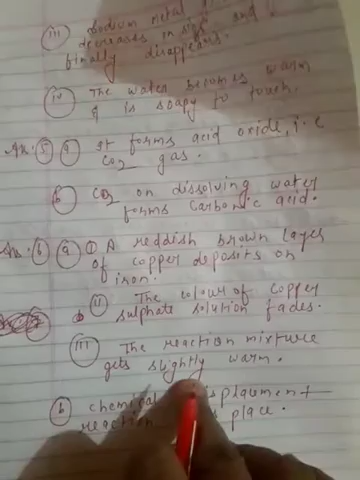 (iii) Sodium metal
decreases in size and
finally disappears.
(iv) The water becomes warm
& is soapy to touch.
Ans: (5) (a) It forms acid oxide, i.e
CO2 gas.
(b) CO2 on dissolving water
forms carbonic acid.
Ans: (6) (a) (i) A reddish brown layer
of copper deposits on
iron.
(ii) The colour of copper
sulphate solution fades.
(iii) The reaction mixture
gets slightly warm.
(b) chemical
reaction place.